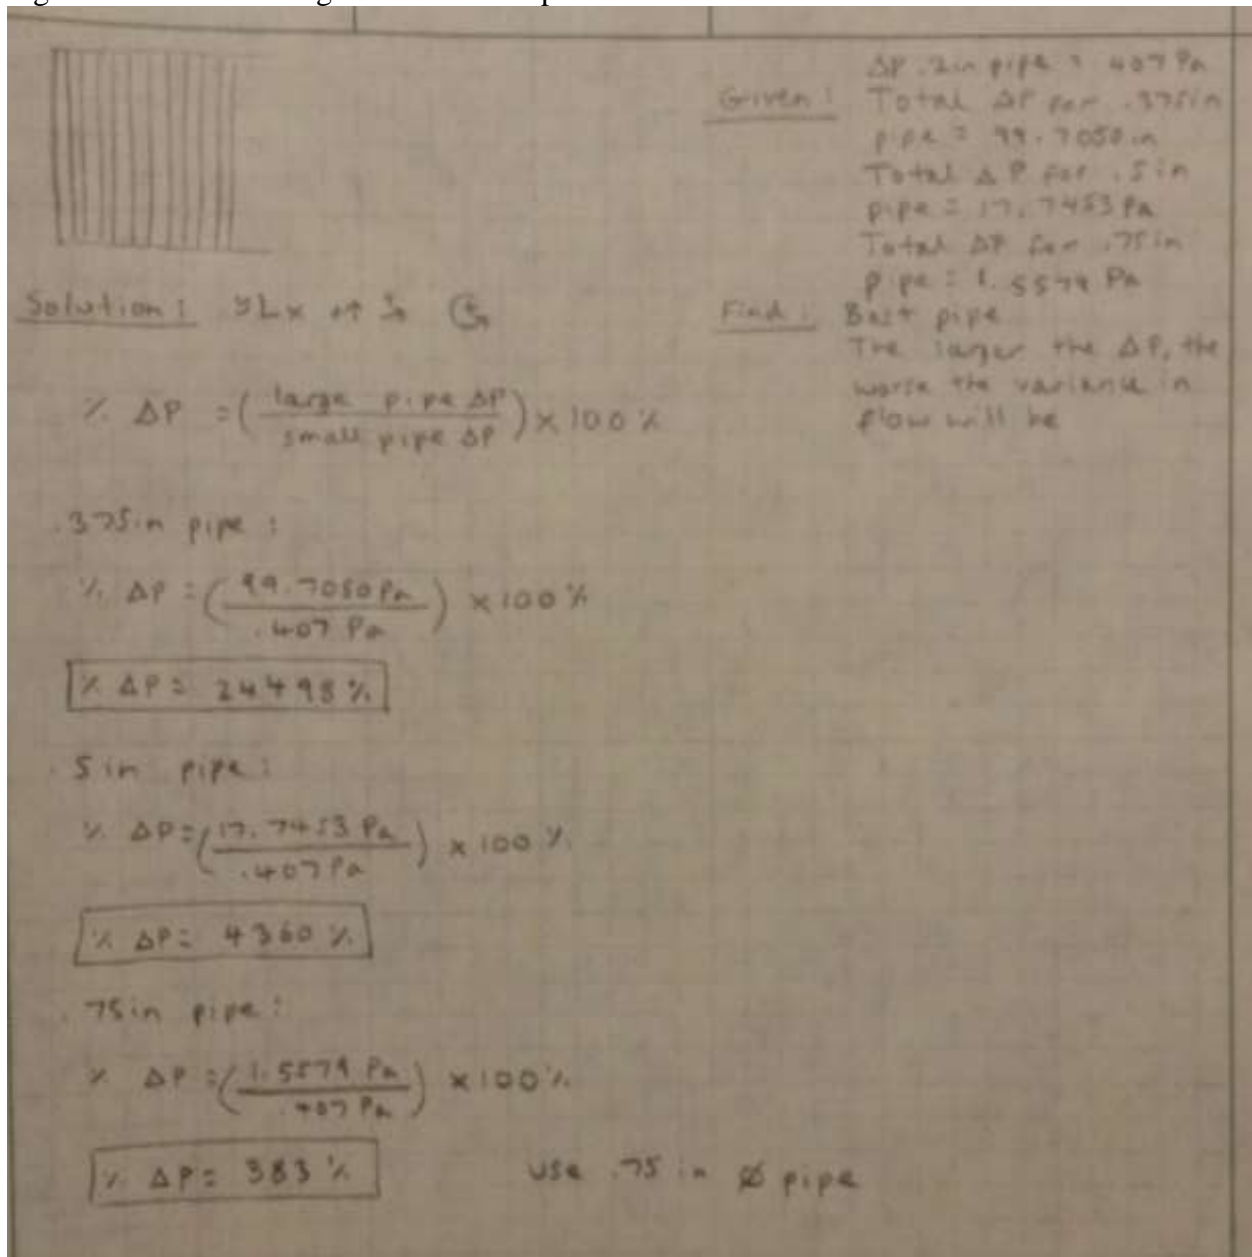 ΔP .2in pipe = .407 Pa
Given: Total ΔP for .375in
pipe = 99.7050in
Total ΔP for .5in
pipe = 17.7453 Pa
Total ΔP for .75in
pipe = 1.5579 Pa
Solution:
Find: Best pipe
The larger the ΔP, the
worse the variance in
flow will be
% ΔP = (large pipe ΔP / small pipe ΔP) × 100%
.375in pipe:
% ΔP = (99.7050 Pa / .407 Pa) × 100%
% ΔP = 24498%
.5in pipe:
% ΔP = (17.7453 Pa / .407 Pa) × 100%
% ΔP = 4360%
.75in pipe:
% ΔP = (1.5579 Pa / .407 Pa) × 100%
% ΔP = 383%
use .75 in Ø pipe